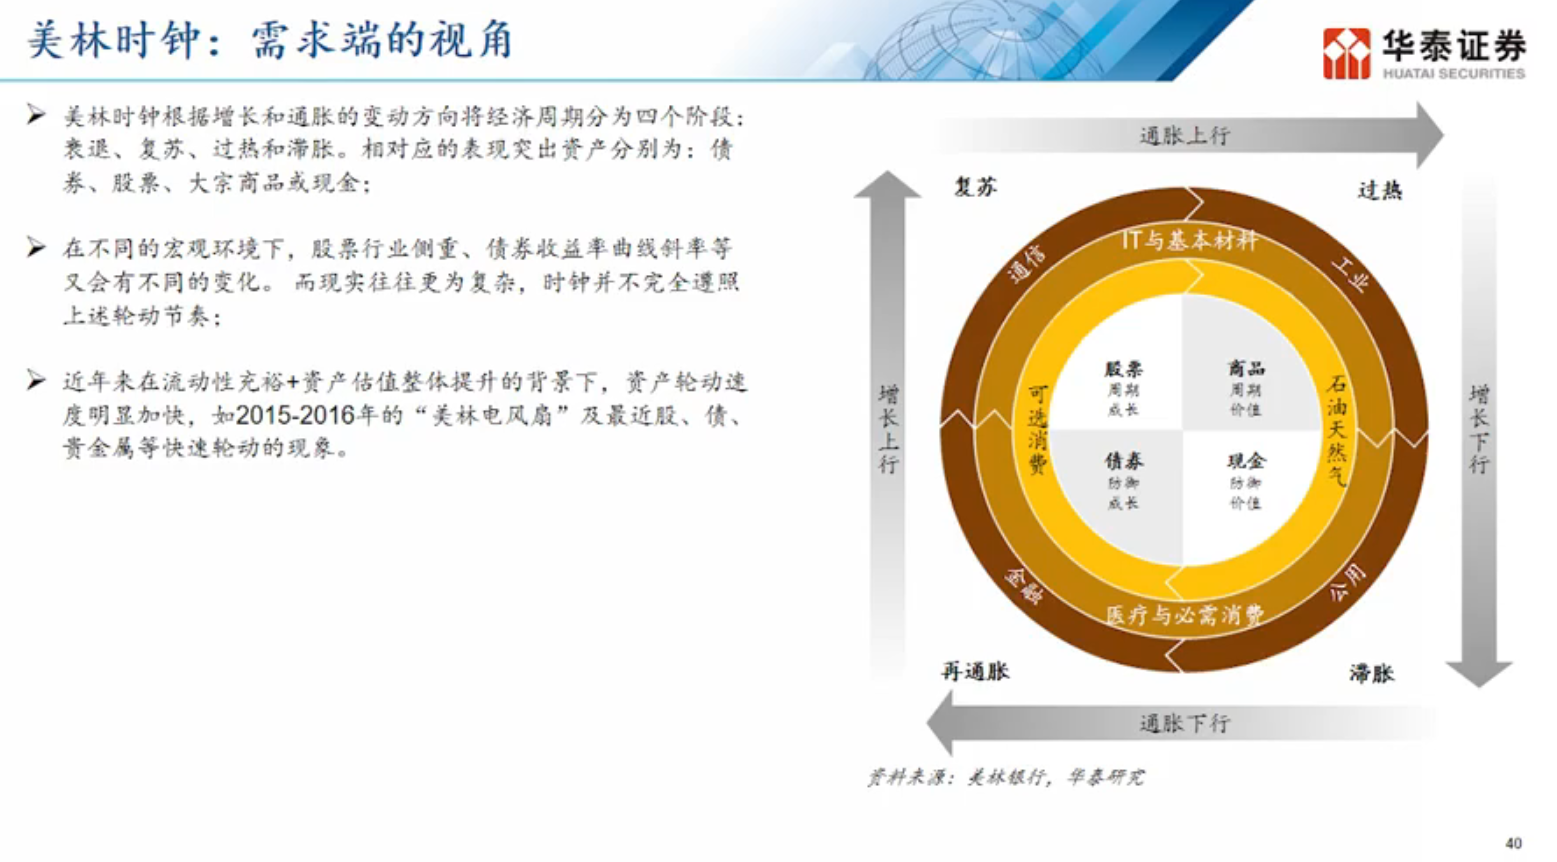 美林时钟：需求端的视角
华泰证券
HUATAI SECURITIES
美林时钟根据增长和通胀的变动方向将经济周期分为四个阶段：
衰退、复苏、过热和滞胀。相对应的表现突出资产分别为：债
券、股票、大宗商品或现金；
在不同的宏观环境下，股票行业侧重、债券收益率曲线斜率等
又会有不同的变化。 而现实往往更为复杂，时钟并不完全遵照
上述轮动节奏；
近年来在流动性充裕+资产估值整体提升的背景下，资产轮动速
度明显加快，如2015-2016年的“美林电风扇”及最近股、债、
贵金属等快速轮动的现象。
通胀上行
复苏
过热
增长上行
增长下行
通信
IT与基本材料
工业
可选消费
石油天然气
股票
周期
成长
商品
周期
价值
债券
防御
成长
现金
防御
价值
金融
医疗与必需消费
公用
再通胀
滞胀
通胀下行
资料来源：美林银行，华泰研究
40